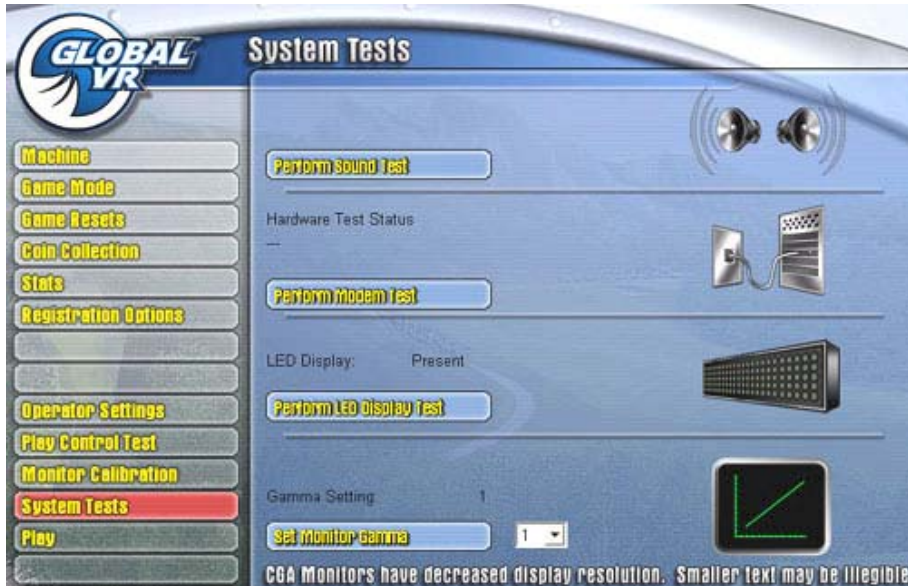 GLOBAL
VR
System Tests
Machine
Game Mode
Game Resets
Coin Collection
Stats
Registration Options
Operator Settings
Play Control Test
Monitor Calibration
System Tests
Play
Perform Sound Test
Hardware Test Status
---
Perform Modem Test
LED Display: Present
Perform LED Display Test
Gamma Setting: 1
Set Monitor Gamma 1
CGA Monitors have decreased display resolution. Smaller text may be illegible